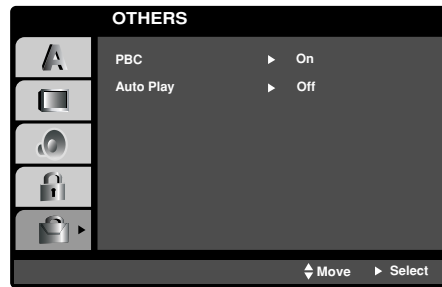 OTHERS
A
PBC ► On
Auto Play ► Off
Move ► Select